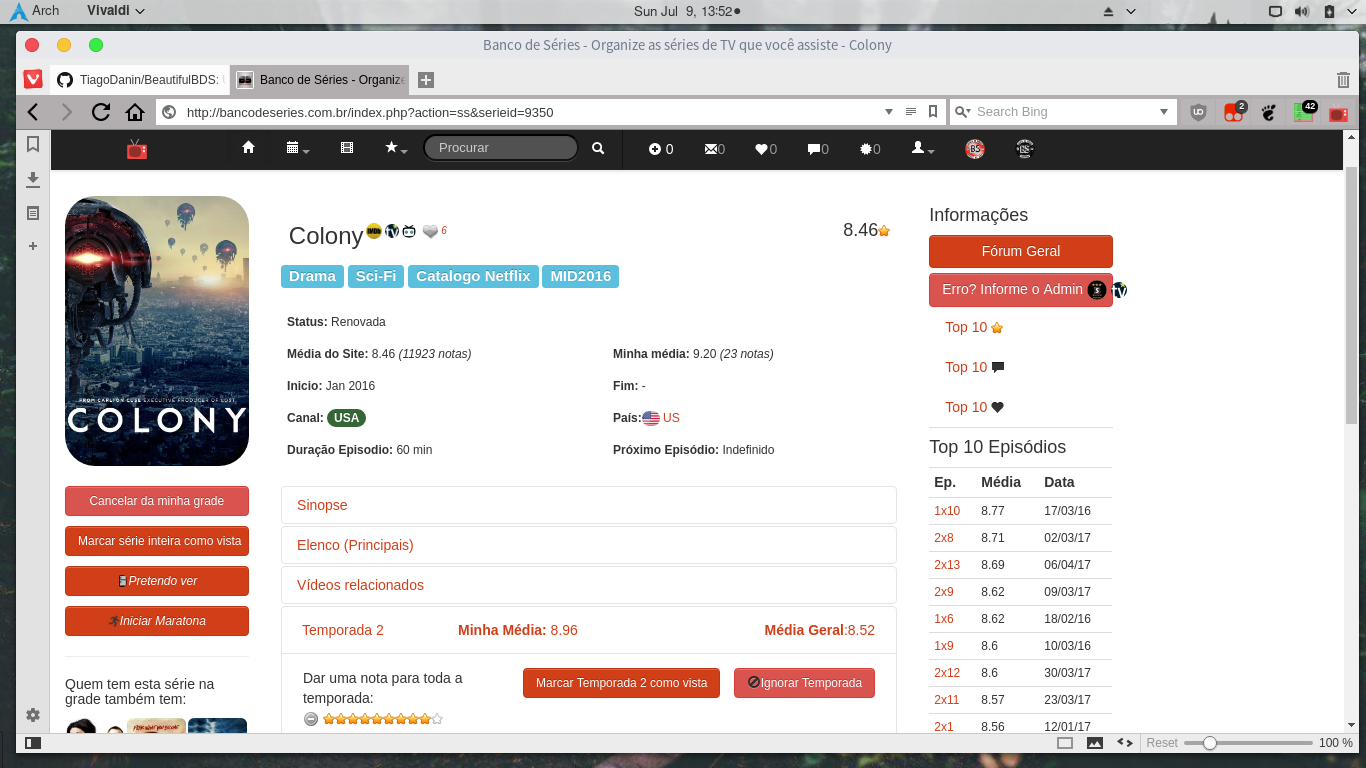 Arch
Vivaldi
Sun Jul 9, 13:52
Banco de Séries - Organize as séries de TV que você assiste - Colony
TiagoDanin/BeautifulBDS:
Banco de Séries - Organize
http://bancodeseries.com.br/index.php?action=ss&serieid=9350
Search Bing
2
42
Procurar
0
0
0
0
0
COLONY
FROM CARLTON CUSE EXECUTIVE PRODUCER OF LOST
Colony
6
8.46
Drama
Sci-Fi
Catalogo Netflix
MID2016
Status: Renovada
Média do Site: 8.46 (11923 notas)
Minha média: 9.20 (23 notas)
Inicio: Jan 2016
Fim: -
Canal: USA
País: US
Duração Episodio: 60 min
Próximo Episódio: Indefinido
Cancelar da minha grade
Marcar série inteira como vista
Pretendo ver
Iniciar Maratona
Quem tem esta série na
grade também tem:
Sinopse
Elenco (Principais)
Vídeos relacionados
Temporada 2
Minha Média: 8.96
Média Geral:8.52
Dar uma nota para toda a
temporada:
Marcar Temporada 2 como vista
Ignorar Temporada
Informações
Fórum Geral
Erro? Informe o Admin
Top 10
Top 10
Top 10
Top 10 Episódios
Ep. Média Data
1x10 8.77 17/03/16
2x8 8.71 02/03/17
2x13 8.69 06/04/17
2x9 8.62 09/03/17
1x6 8.62 18/02/16
1x9 8.6 10/03/16
2x12 8.6 30/03/17
2x11 8.57 23/03/17
2x1 8.56 12/01/17
Reset
100 %